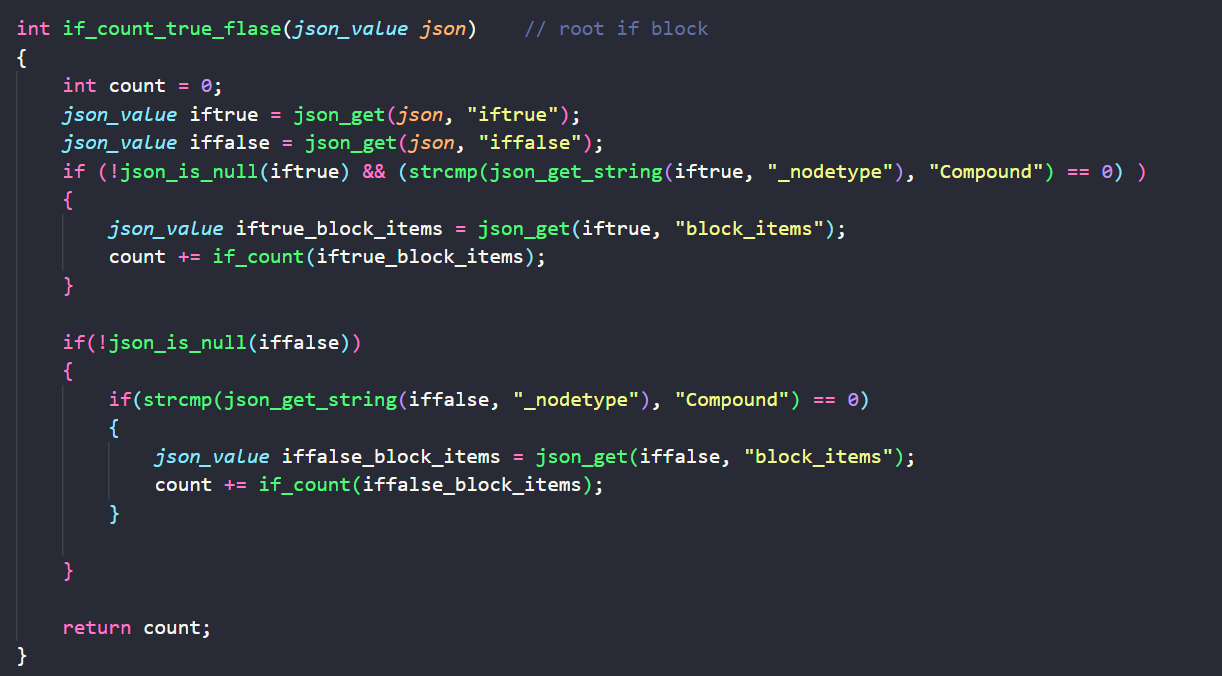 int if_count_true_flase(json_value json)    // root if block
{
    int count = 0;
    json_value iftrue = json_get(json, "iftrue");
    json_value iffalse = json_get(json, "iffalse");
    if (!json_is_null(iftrue) && (strcmp(json_get_string(iftrue, "_nodetype"), "Compound") == 0) )
    {
        json_value iftrue_block_items = json_get(iftrue, "block_items");
        count += if_count(iftrue_block_items);
    }

    if(!json_is_null(iffalse))
    {
        if(strcmp(json_get_string(iffalse, "_nodetype"), "Compound") == 0)
        {
            json_value iffalse_block_items = json_get(iffalse, "block_items");
            count += if_count(iffalse_block_items);
        }

    }

    return count;
}